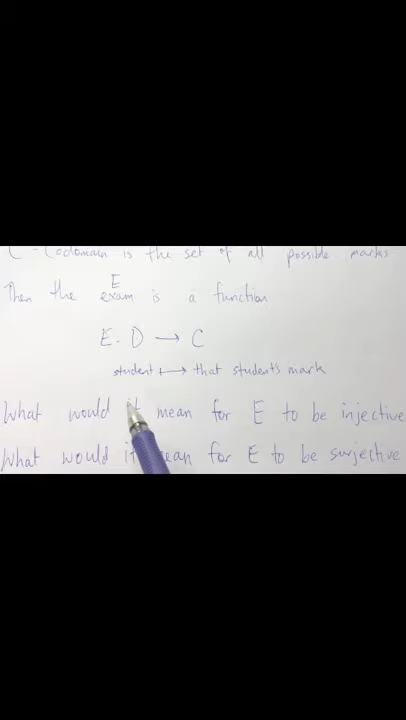 C - Codomain is the set of all possible marks
Then the exam is a function
E
E. D → C
student ↦ that students mark
What would it mean for E to be injective
What would it mean for E to be surjective